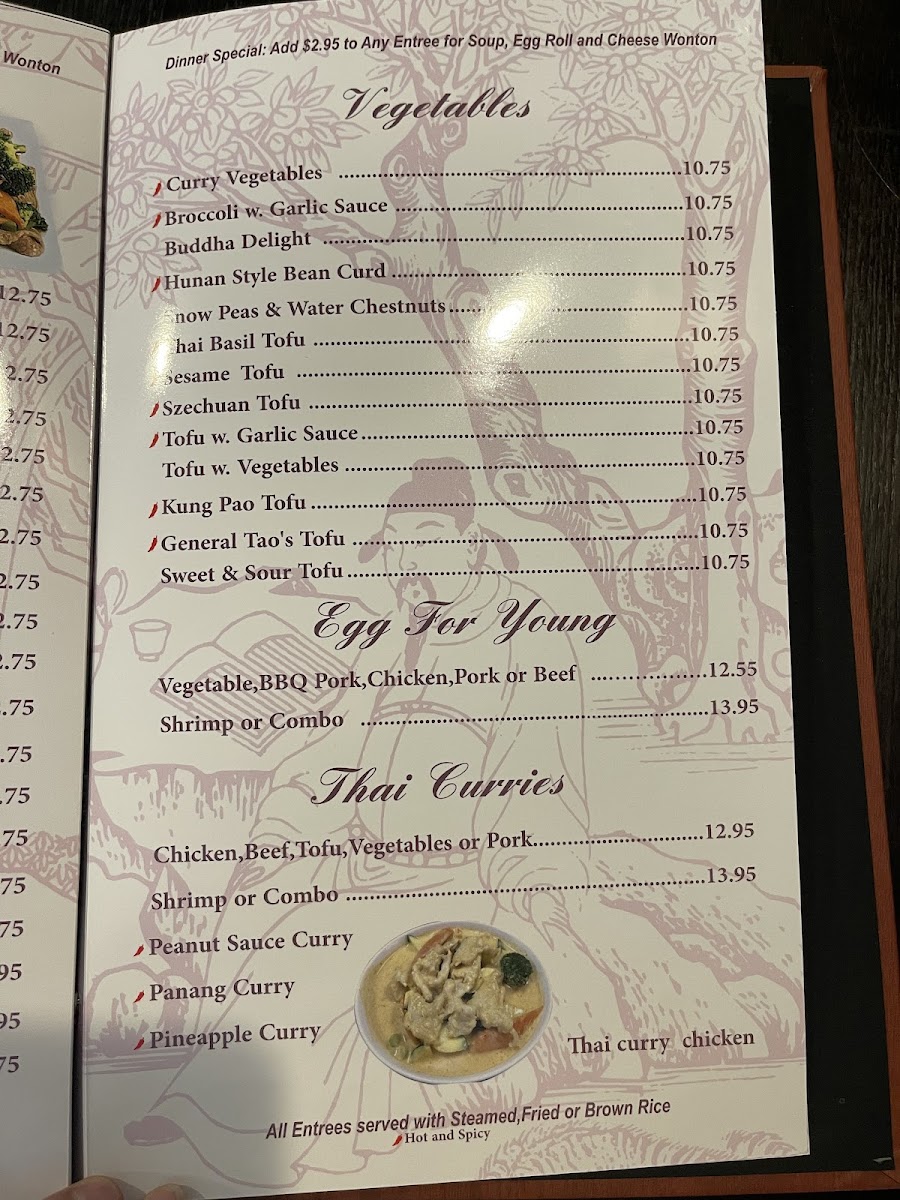 Wonton
12.75
12.75
2.75
2.75
2.75
2.75
2.75
2.75
2.75
2.75
.75
.75
.75
75
75
75
95
95
75
Dinner Special: Add $2.95 to Any Entree for Soup, Egg Roll and Cheese Wonton
Vegetables
Curry Vegetables ........................................................10.75
Broccoli w. Garlic Sauce ...............................................10.75
Buddha Delight ...........................................................10.75
Hunan Style Bean Curd ................................................10.75
now Peas & Water Chestnuts.......................................10.75
hai Basil Tofu .............................................................10.75
Sesame Tofu ...............................................................10.75
Szechuan Tofu .............................................................10.75
Tofu w. Garlic Sauce.....................................................10.75
Tofu w. Vegetables ........................................................10.75
Kung Pao Tofu..............................................................10.75
General Tao's Tofu ........................................................10.75
Sweet & Sour Tofu.........................................................10.75
Egg For Young
Vegetable,BBQ Pork,Chicken,Pork or Beef ...................12.55
Shrimp or Combo .........................................................13.95
Thai Curries
Chicken,Beef,Tofu,Vegetables or Pork............................12.95
Shrimp or Combo ..........................................................13.95
Peanut Sauce Curry
Panang Curry
Pineapple Curry
Thai curry chicken
All Entrees served with Steamed,Fried or Brown Rice
Hot and Spicy